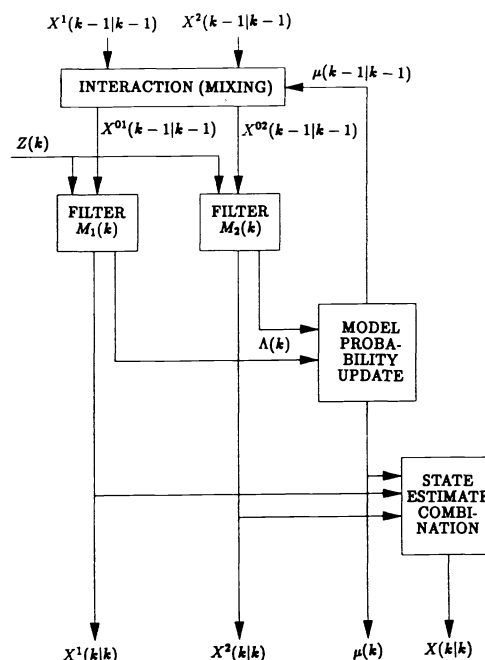 X¹(k−1|k−1) X²(k−1|k−1)
INTERACTION (MIXING)
μ(k−1|k−1)
X⁰¹(k−1|k−1) X⁰²(k−1|k−1)
Z(k)
FILTER
M₁(k)
FILTER
M₂(k)
Λ(k)
MODEL
PROBA-
BILITY
UPDATE
STATE
ESTIMATE
COMBI-
NATION
X¹(k|k) X²(k|k) μ(k) X(k|k)